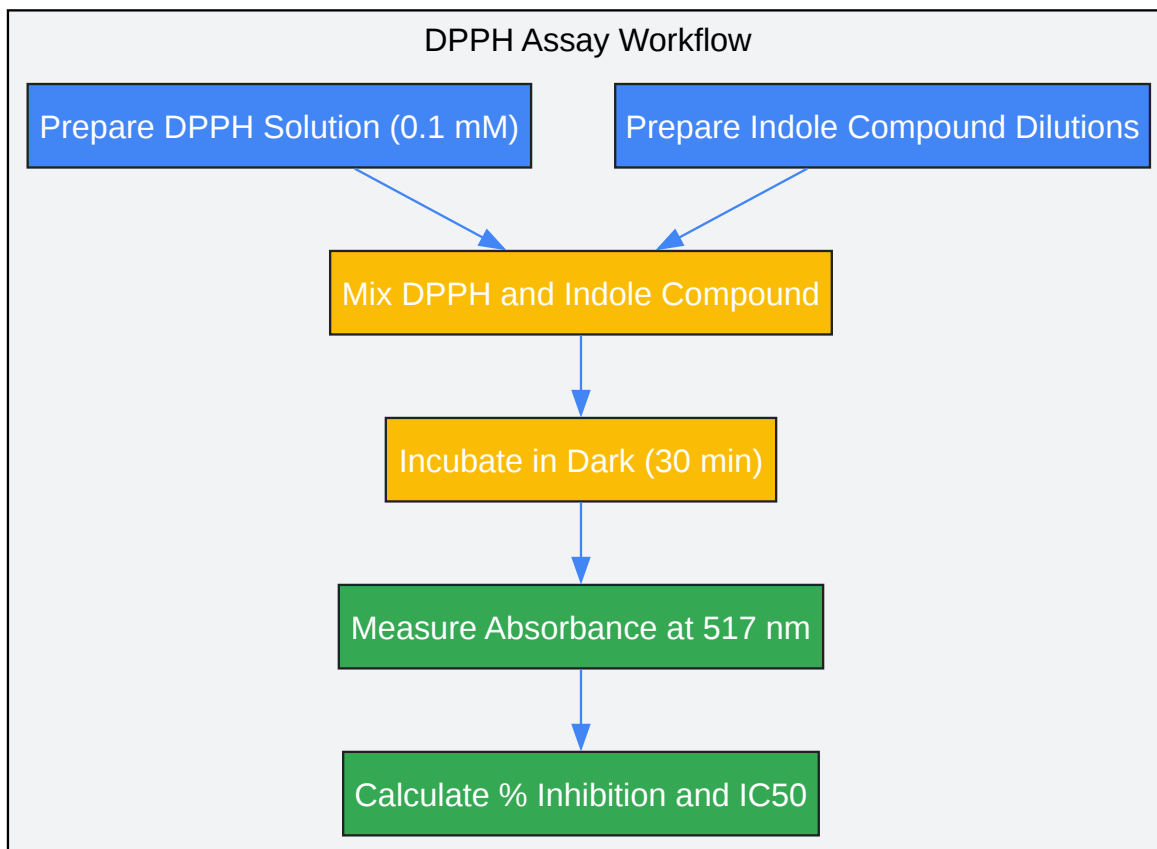 DPPH Assay Workflow
Prepare DPPH Solution (0.1 mM)
Prepare Indole Compound Dilutions
Mix DPPH and Indole Compound
Incubate in Dark (30 min)
Measure Absorbance at 517 nm
Calculate % Inhibition and IC50